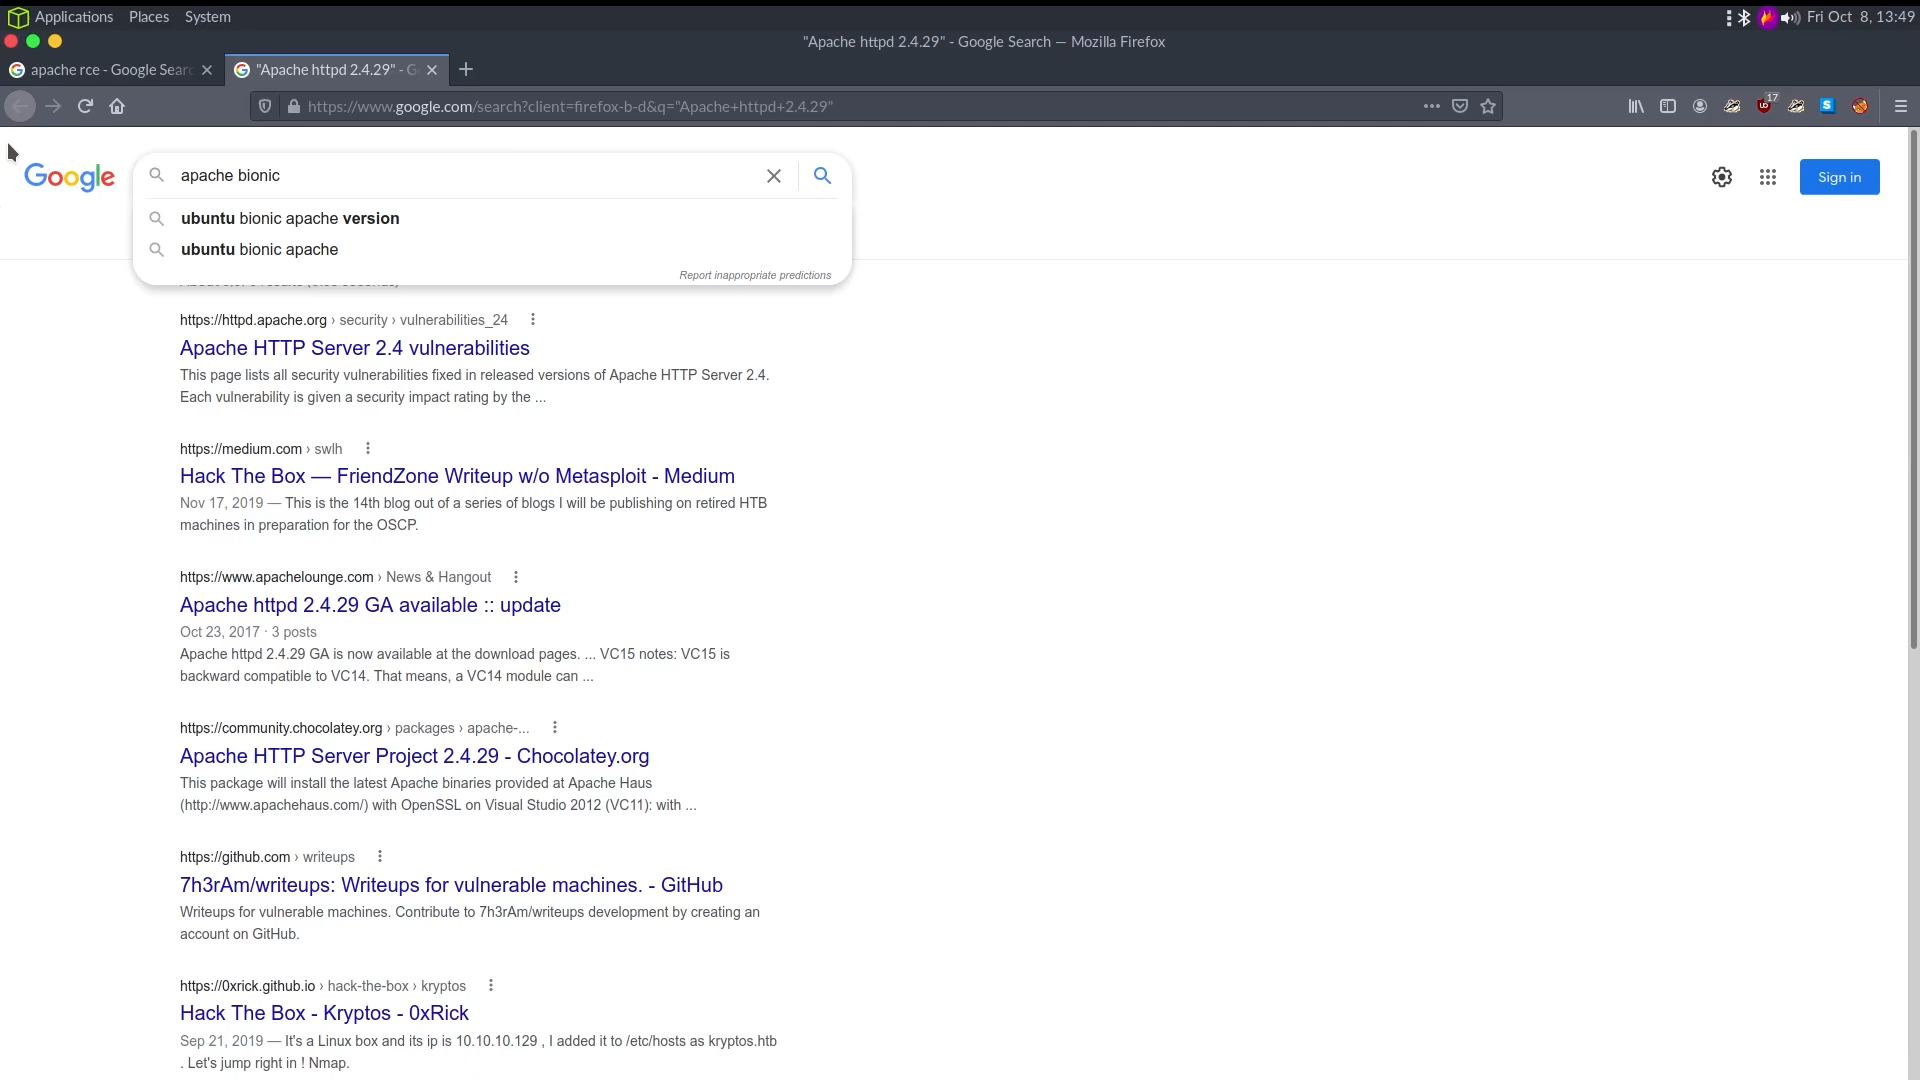 Applications Places System
Fri Oct 8, 13:49
"Apache httpd 2.4.29" - Google Search — Mozilla Firefox
apache rce - Google Searc
"Apache httpd 2.4.29" - G
https://www.google.com/search?client=firefox-b-d&q="Apache+httpd+2.4.29"
17
Google
apache bionic
Sign in
ubuntu bionic apache version
ubuntu bionic apache
Report inappropriate predictions
https://httpd.apache.org › security › vulnerabilities_24
Apache HTTP Server 2.4 vulnerabilities
This page lists all security vulnerabilities fixed in released versions of Apache HTTP Server 2.4.
Each vulnerability is given a security impact rating by the ...
https://medium.com › swlh
Hack The Box — FriendZone Writeup w/o Metasploit - Medium
Nov 17, 2019 — This is the 14th blog out of a series of blogs I will be publishing on retired HTB
machines in preparation for the OSCP.
https://www.apachelounge.com › News & Hangout
Apache httpd 2.4.29 GA available :: update
Oct 23, 2017 · 3 posts
Apache httpd 2.4.29 GA is now available at the download pages. ... VC15 notes: VC15 is
backward compatible to VC14. That means, a VC14 module can ...
https://community.chocolatey.org › packages › apache-...
Apache HTTP Server Project 2.4.29 - Chocolatey.org
This package will install the latest Apache binaries provided at Apache Haus
(http://www.apachehaus.com/) with OpenSSL on Visual Studio 2012 (VC11): with ...
https://github.com › writeups
7h3rAm/writeups: Writeups for vulnerable machines. - GitHub
Writeups for vulnerable machines. Contribute to 7h3rAm/writeups development by creating an
account on GitHub.
https://0xrick.github.io › hack-the-box › kryptos
Hack The Box - Kryptos - 0xRick
Sep 21, 2019 — It's a Linux box and its ip is 10.10.10.129 , I added it to /etc/hosts as kryptos.htb
. Let's jump right in ! Nmap.